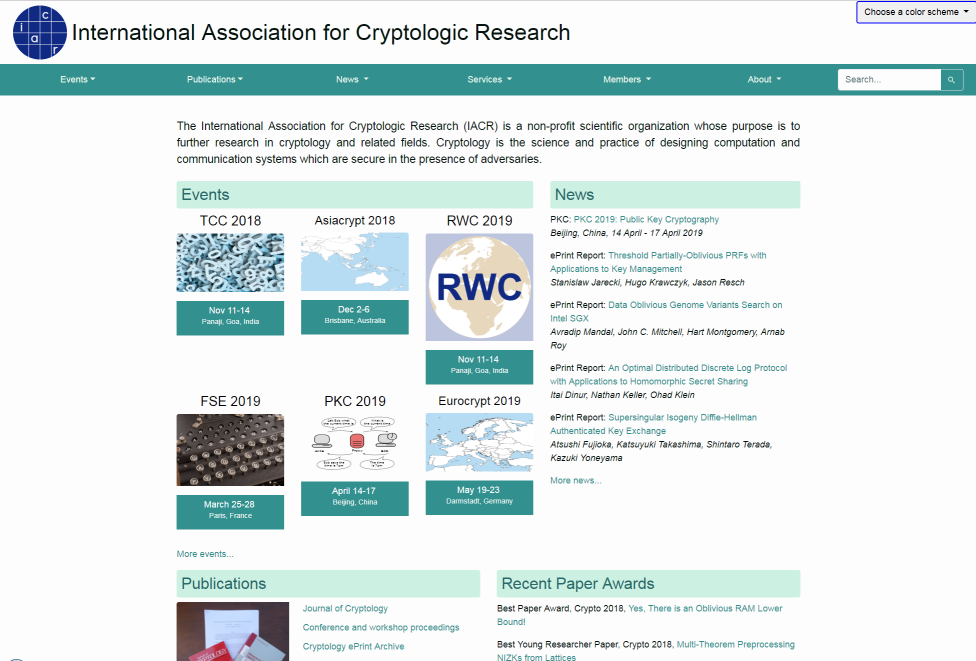 c
i
a
r
International Association for Cryptologic Research
Choose a color scheme
Events
Publications
News
Services
Members
About
Search...
The International Association for Cryptologic Research (IACR) is a non-profit scientific organization whose purpose is to
further research in cryptology and related fields. Cryptology is the science and practice of designing computation and
communication systems which are secure in the presence of adversaries.
Events
TCC 2018
Nov 11-14
Panaji, Goa, India
Asiacrypt 2018
Dec 2-6
Brisbane, Australia
RWC 2019
RWC
Nov 11-14
Panaji, Goa, India
FSE 2019
March 25-28
Paris, France
PKC 2019
April 14-17
Beijing, China
Eurocrypt 2019
May 19-23
Darmstadt, Germany
More events...
News
PKC: PKC 2019: Public Key Cryptography
Beijing, China, 14 April - 17 April 2019
ePrint Report: Threshold Partially-Oblivious PRFs with
Applications to Key Management
Stanislaw Jarecki, Hugo Krawczyk, Jason Resch
ePrint Report: Data Oblivious Genome Variants Search on
Intel SGX
Avradip Mandal, John C. Mitchell, Hart Montgomery, Arnab
Roy
ePrint Report: An Optimal Distributed Discrete Log Protocol
with Applications to Homomorphic Secret Sharing
Itai Dinur, Nathan Keller, Ohad Klein
ePrint Report: Supersingular Isogeny Diffie-Hellman
Authenticated Key Exchange
Atsushi Fujioka, Katsuyuki Takashima, Shintaro Terada,
Kazuki Yoneyama
More news...
Publications
Journal of Cryptology
Conference and workshop proceedings
Cryptology ePrint Archive
Recent Paper Awards
Best Paper Award, Crypto 2018, Yes, There is an Oblivious RAM Lower
Bound!
Best Young Researcher Paper, Crypto 2018, Multi-Theorem Preprocessing
NIZKs from Lattices